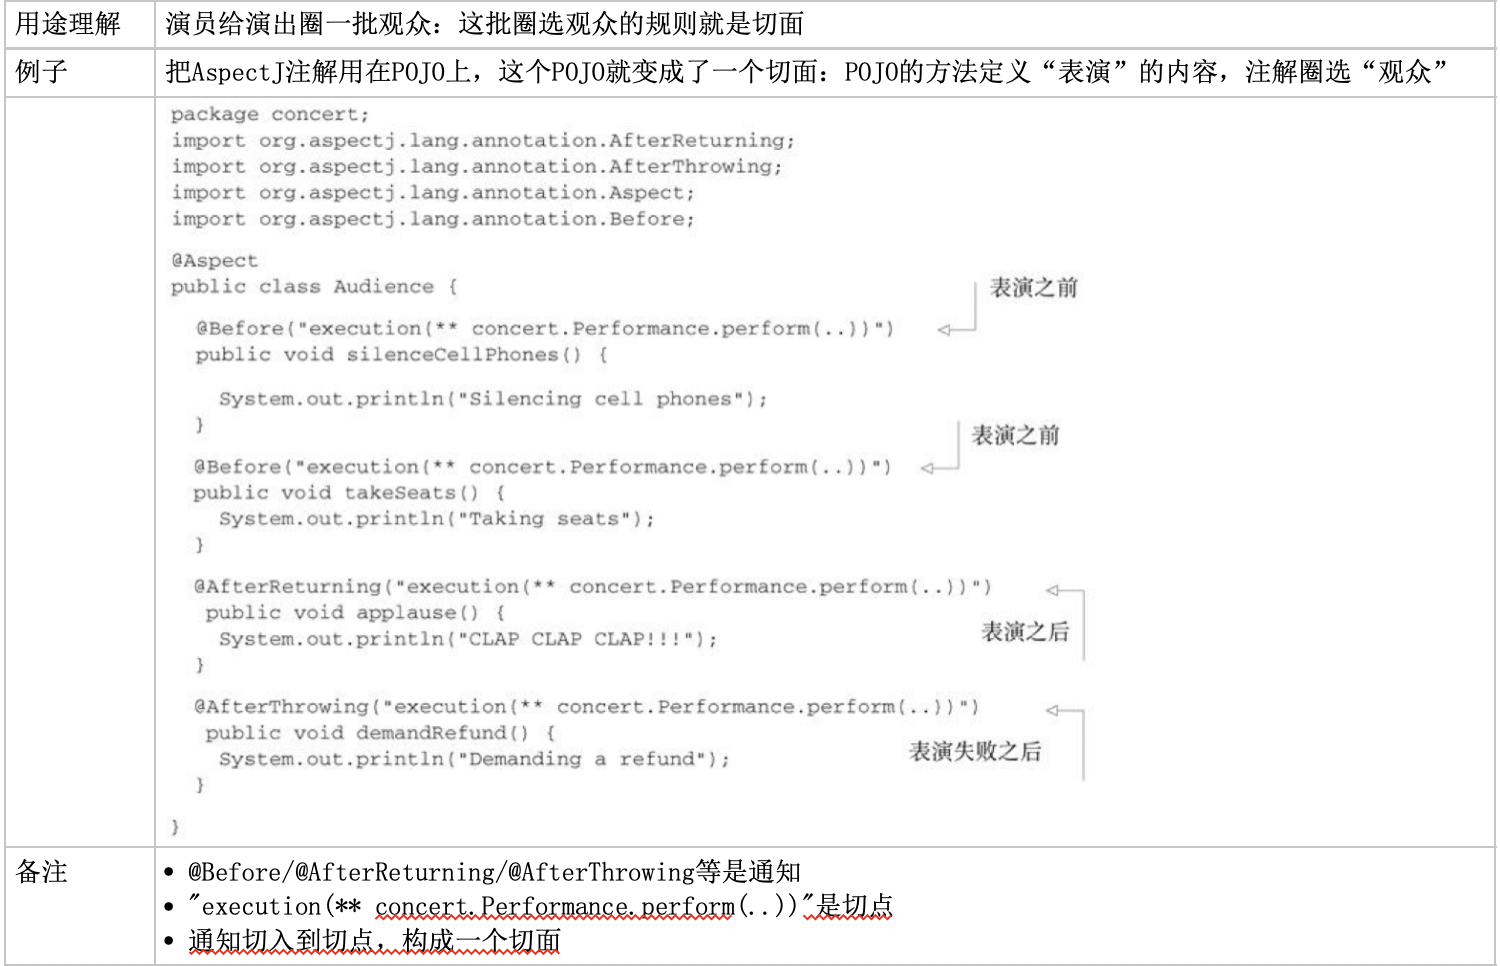 用途理解
演员给演出圈一批观众：这批圈选观众的规则就是切面
例子
把AspectJ注解用在POJO上，这个POJO就变成了一个切面：POJO的方法定义“表演”的内容，注解圈选“观众”
package concert;
import org.aspectj.lang.annotation.AfterReturning;
import org.aspectj.lang.annotation.AfterThrowing;
import org.aspectj.lang.annotation.Aspect;
import org.aspectj.lang.annotation.Before;
@Aspect
public class Audience {
表演之前
@Before("execution(** concert.Performance.perform(..))")
public void silenceCellPhones() {
System.out.println("Silencing cell phones");
}
表演之前
@Before("execution(** concert.Performance.perform(..))")
public void takeSeats() {
System.out.println("Taking seats");
}
@AfterReturning("execution(** concert.Performance.perform(..))")
public void applause() {
表演之后
System.out.println("CLAP CLAP CLAP!!!");
}
@AfterThrowing("execution(** concert.Performance.perform(..))")
public void demandRefund() {
表演失败之后
System.out.println("Demanding a refund");
}
}
备注
• @Before/@AfterReturning/@AfterThrowing等是通知
• "execution(** concert.Performance.perform(..))"是切点
• 通知切入到切点，构成一个切面